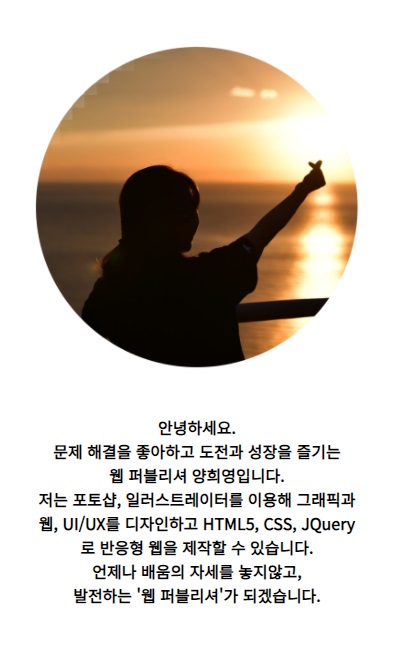 안녕하세요.
문제 해결을 좋아하고 도전과 성장을 즐기는
웹 퍼블리셔 양희영입니다.
저는 포토샵, 일러스트레이터를 이용해 그래픽과
웹, UI/UX를 디자인하고 HTML5, CSS, JQuery
로 반응형 웹을 제작할 수 있습니다.
언제나 배움의 자세를 놓지않고,
발전하는 '웹 퍼블리셔'가 되겠습니다.